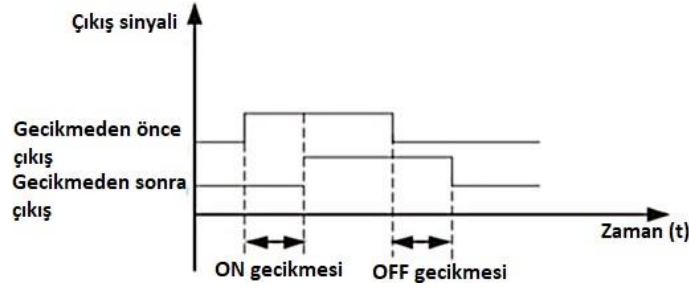 Çıkış sinyali
Gecikmeden önce
çıkış
Gecikmeden sonra
çıkış
Zaman (t)
ON gecikmesi
OFF gecikmesi